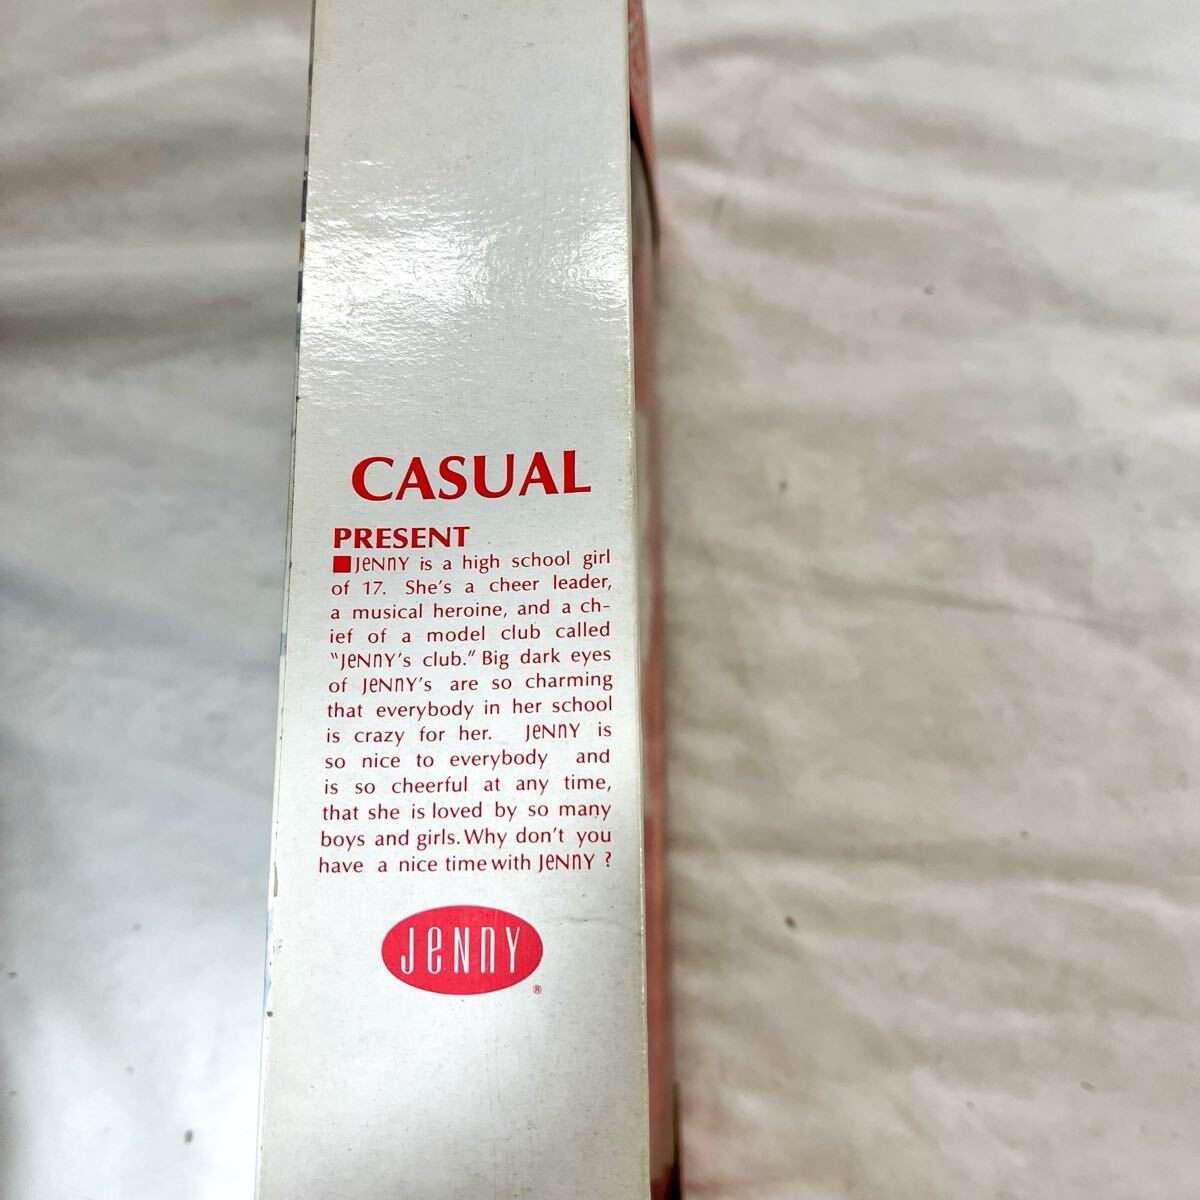 CASUAL
PRESENT
■JeNNY is a high school girl
of 17. She's a cheer leader,
a musical heroine, and a ch-
ief of a model club called
"JeNNY's club." Big dark eyes
of JeNNY's are so charming
that everybody in her school
is crazy for her. JeNNY is
so nice to everybody and
is so cheerful at any time,
that she is loved by so many
boys and girls. Why don't you
have a nice time with JeNNY ?
JeNNY
®